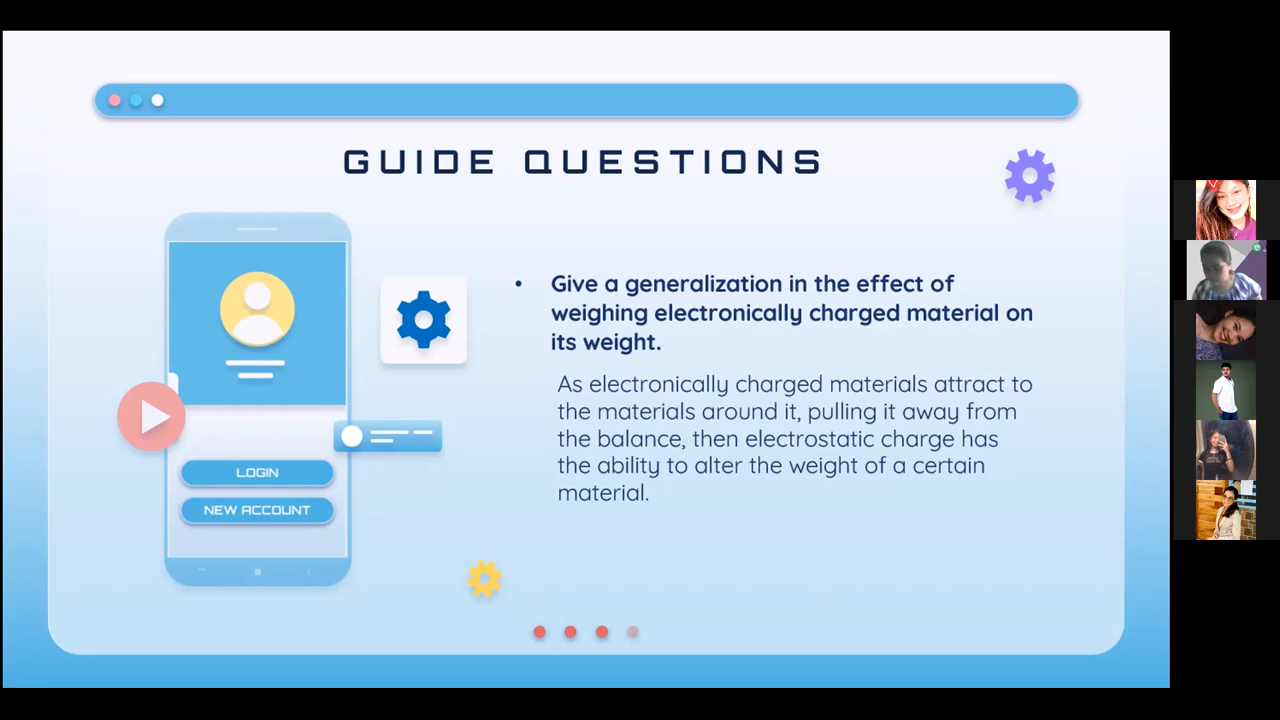 GUIDE QUESTIONS
• Give a generalization in the effect of
weighing electronically charged material on
its weight.
As electronically charged materials attract to
the materials around it, pulling it away from
the balance, then electrostatic charge has
the ability to alter the weight of a certain
material.
LOGIN
NEW ACCOUNT